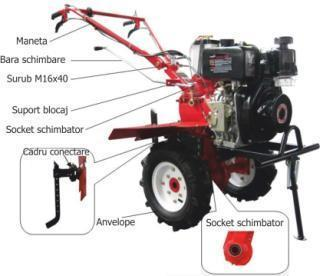 Maneta
Bara schimbare
Surub M16x40
Suport blocaj
Socket schimbator
Cadru conectare
Anvelope
Socket schimbator